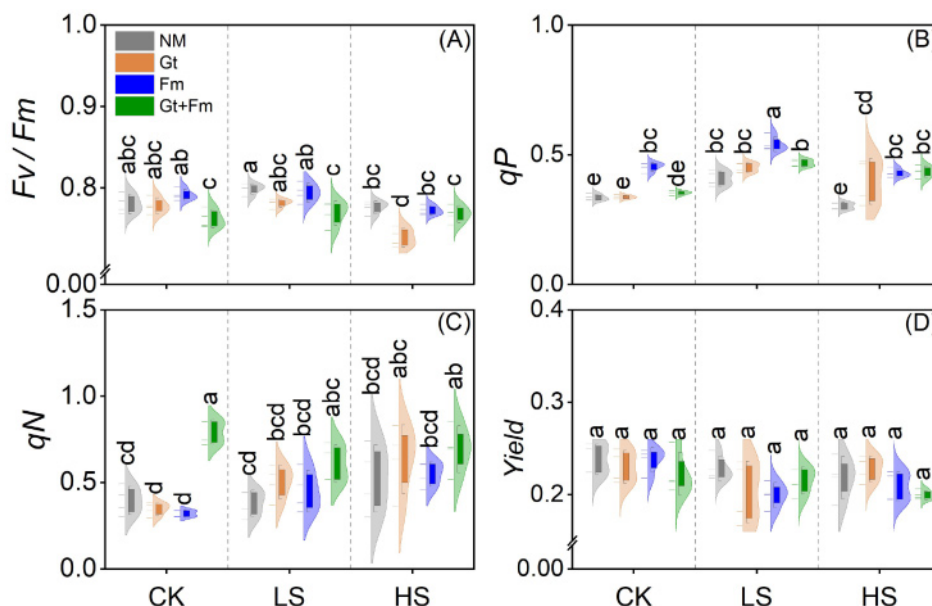 1.0
(A)
NM
Gt
Fm
Gt+Fm
0.9
Fv / Fm
0.8
0.00
abc
abc
ab
c
a
abc
ab
c
bc
d
bc
c
1.0
(B)
qP
0.5
0.0
e
e
bc
de
bc
bc
a
b
e
cd
bc
bc
1.5
(C)
qN
1.0
0.5
0.0
cd
d
d
a
cd
bcd
bcd
abc
bcd
abc
bcd
ab
CK
LS
HS
0.4
(D)
Yield
0.3
0.2
0.00
a
a
a
a
a
a
a
a
a
a
a
a
CK
LS
HS